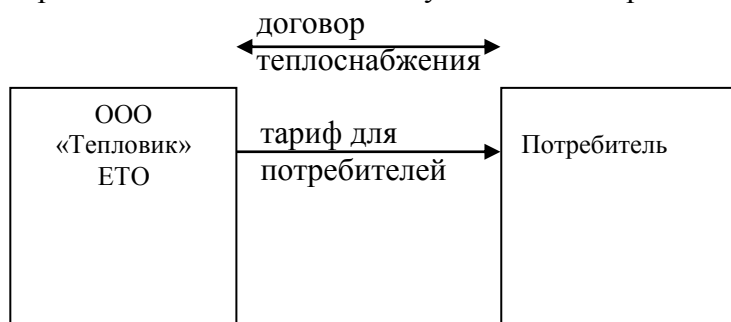 договор
теплоснабжения
ООО
«Тепловик»
ЕТО
тариф для
потребителей
Потребитель